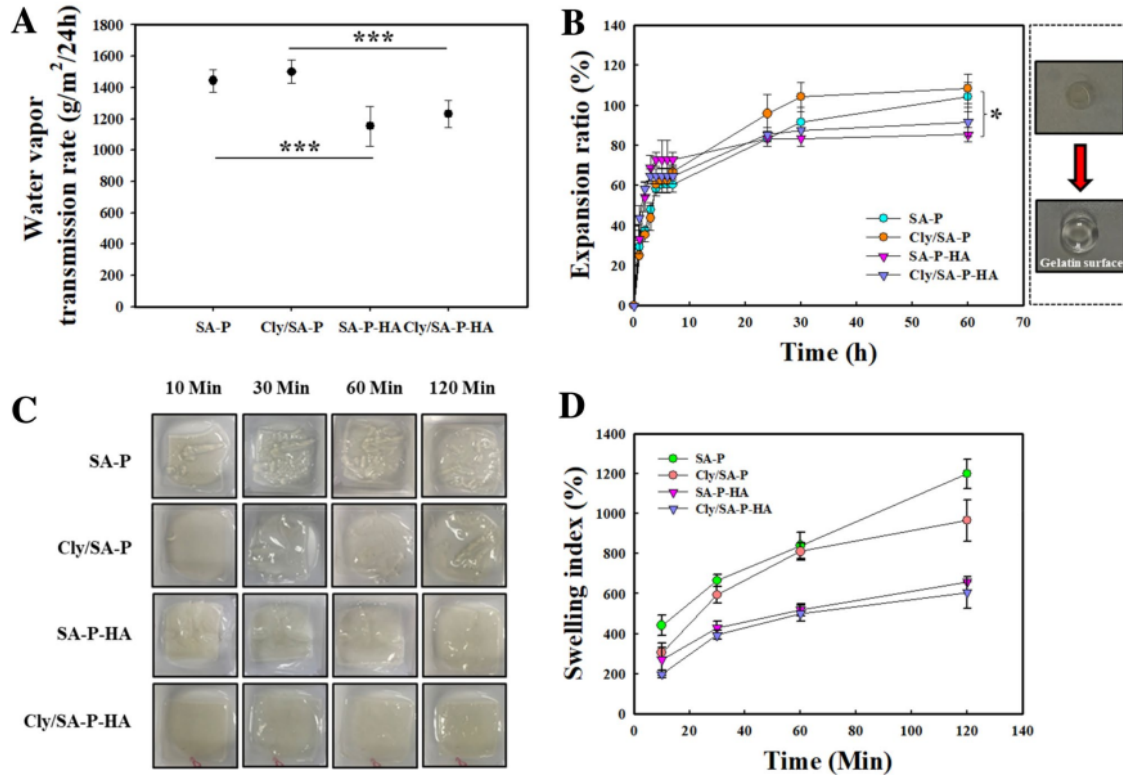 A
Water vapor
transmission rate (g/m²/24h)
1800
1600
1400
1200
1000
800
600
400
200
0
***
***
SA-P Cly/SA-P SA-P-HA Cly/SA-P-HA
B
Expansion ratio (%)
140
120
100
80
60
40
20
0
*
SA-P
Cly/SA-P
SA-P-HA
Cly/SA-P-HA
0 10 20 30 40 50 60 70
Time (h)
Gelatin surface
C
10 Min 30 Min 60 Min 120 Min
SA-P
Cly/SA-P
SA-P-HA
Cly/SA-P-HA
D
Swelling index (%)
1400
1200
1000
800
600
400
200
0
SA-P
Cly/SA-P
SA-P-HA
Cly/SA-P-HA
0 20 40 60 80 100 120 140
Time (Min)